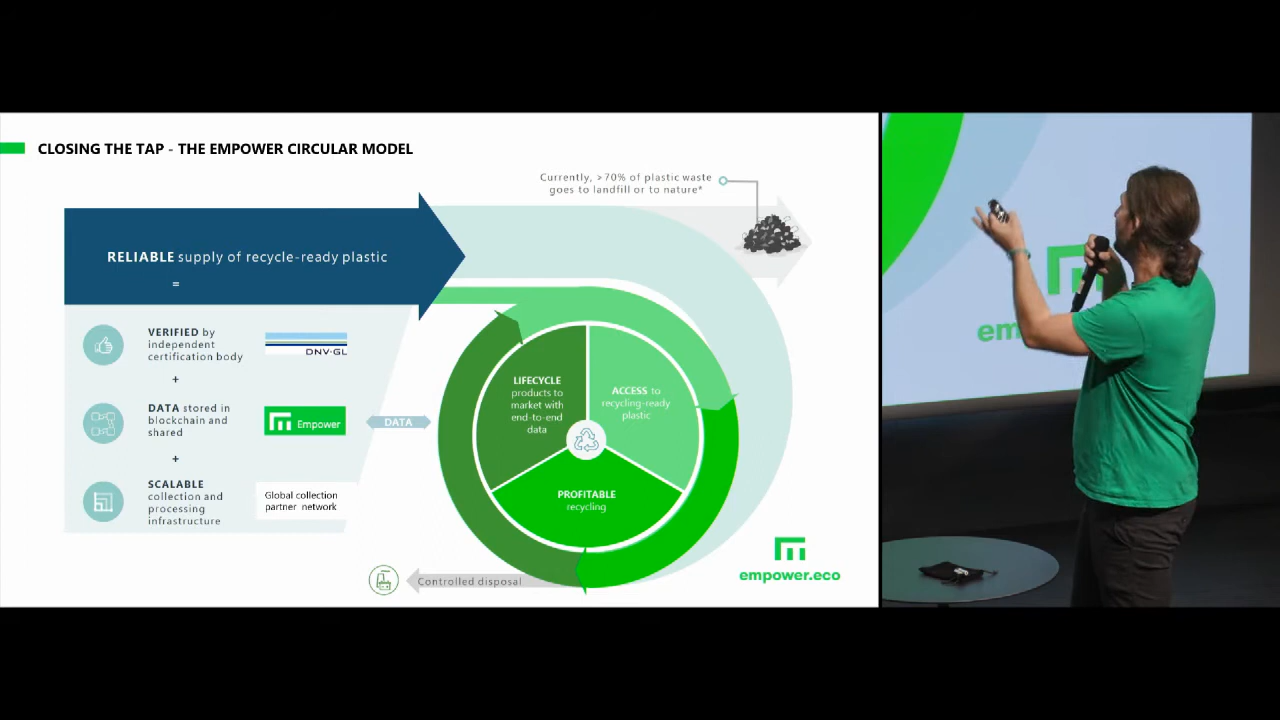 CLOSING THE TAP - THE EMPOWER CIRCULAR MODEL
Currently, >70% of plastic waste
goes to landfill or to nature*
RELIABLE supply of recycle-ready plastic
=
VERIFIED by
independent
certification body
DNV·GL
+
DATA stored in
blockchain and
shared
Empower
DATA
+
SCALABLE
collection and
processing
infrastructure
Global collection
partner network
LIFECYCLE
products to
market with
end-to-end
data
ACCESS to
recycling-ready
plastic
PROFITABLE
recycling
Controlled disposal
empower.eco
em